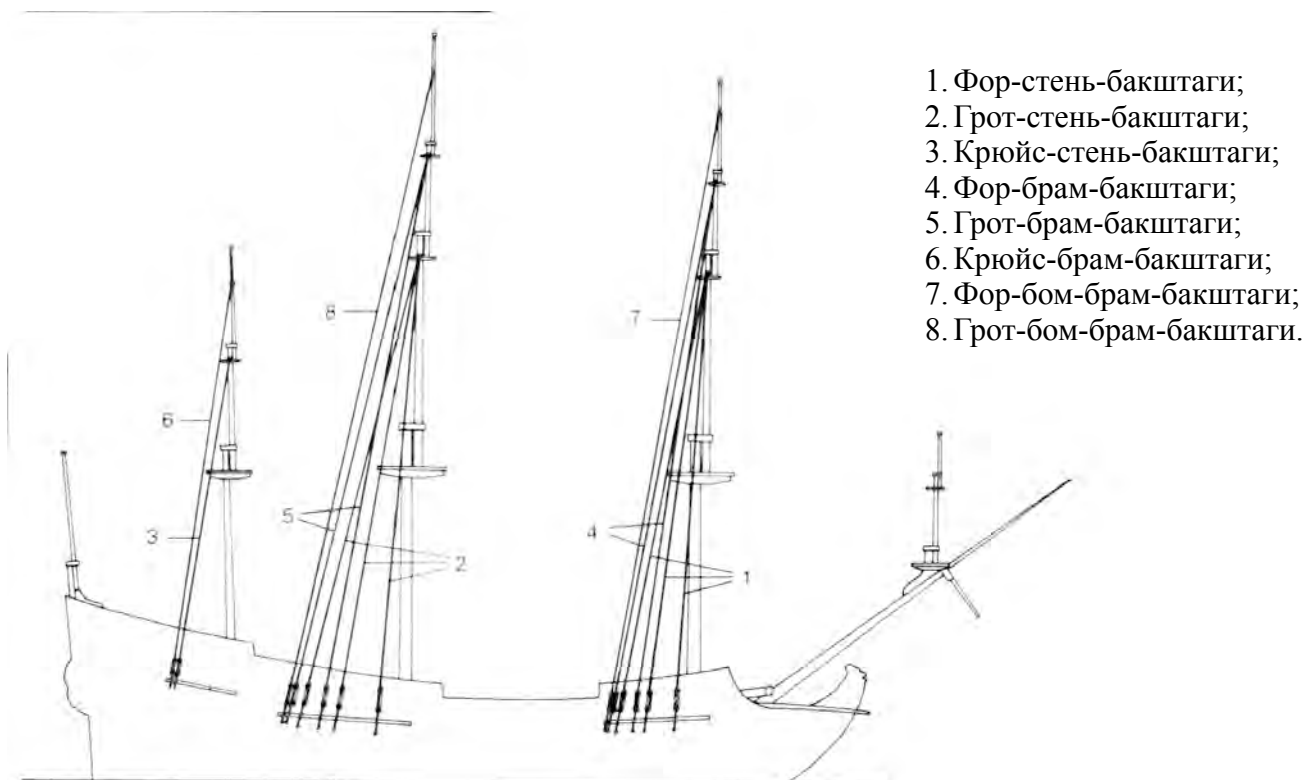 1. Фор-стень-бакштаги;
2. Грот-стень-бакштаги;
3. Крюйс-стень-бакштаги;
4. Фор-брам-бакштаги;
5. Грот-брам-бакштаги;
6. Крюйс-брам-бакштаги;
7. Фор-бом-брам-бакштаги;
8. Грот-бом-брам-бакштаги.
8
7
6
5
4
3
2
1